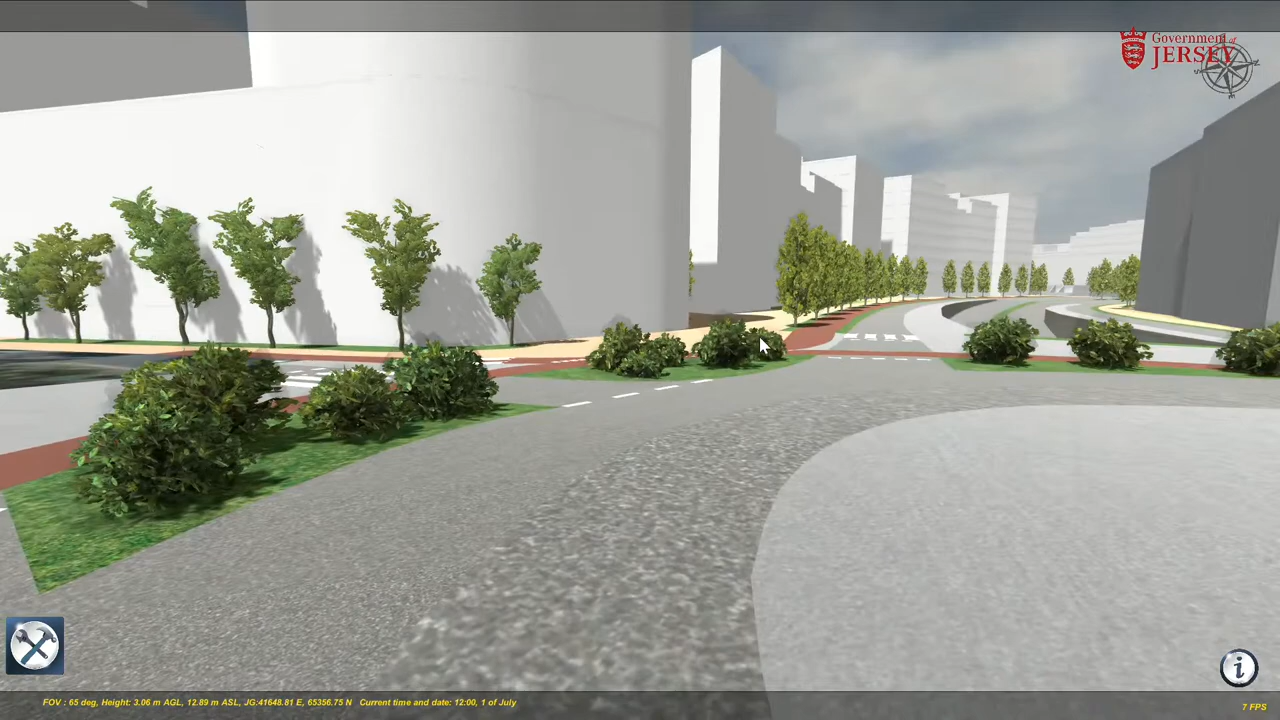 Government of
JERSEY
FOV : 65 deg, Height: 3.06 m AGL, 12.89 m ASL, JG:41648.81 E, 65356.75 N Current time and date: 12:00, 1 of July
7 FPS